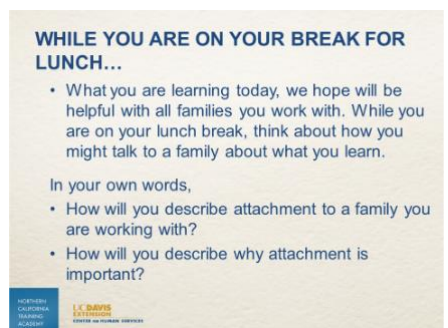 WHILE YOU ARE ON YOUR BREAK FOR
LUNCH…
• What you are learning today, we hope will be
helpful with all families you work with. While you
are on your lunch break, think about how you
might talk to a family about what you learn.
In your own words,
• How will you describe attachment to a family you
are working with?
• How will you describe why attachment is
important?
NORTHERN
CALIFORNIA
TRAINING
ACADEMY
UC DAVIS
EXTENSION
CENTER FOR HUMAN SERVICES